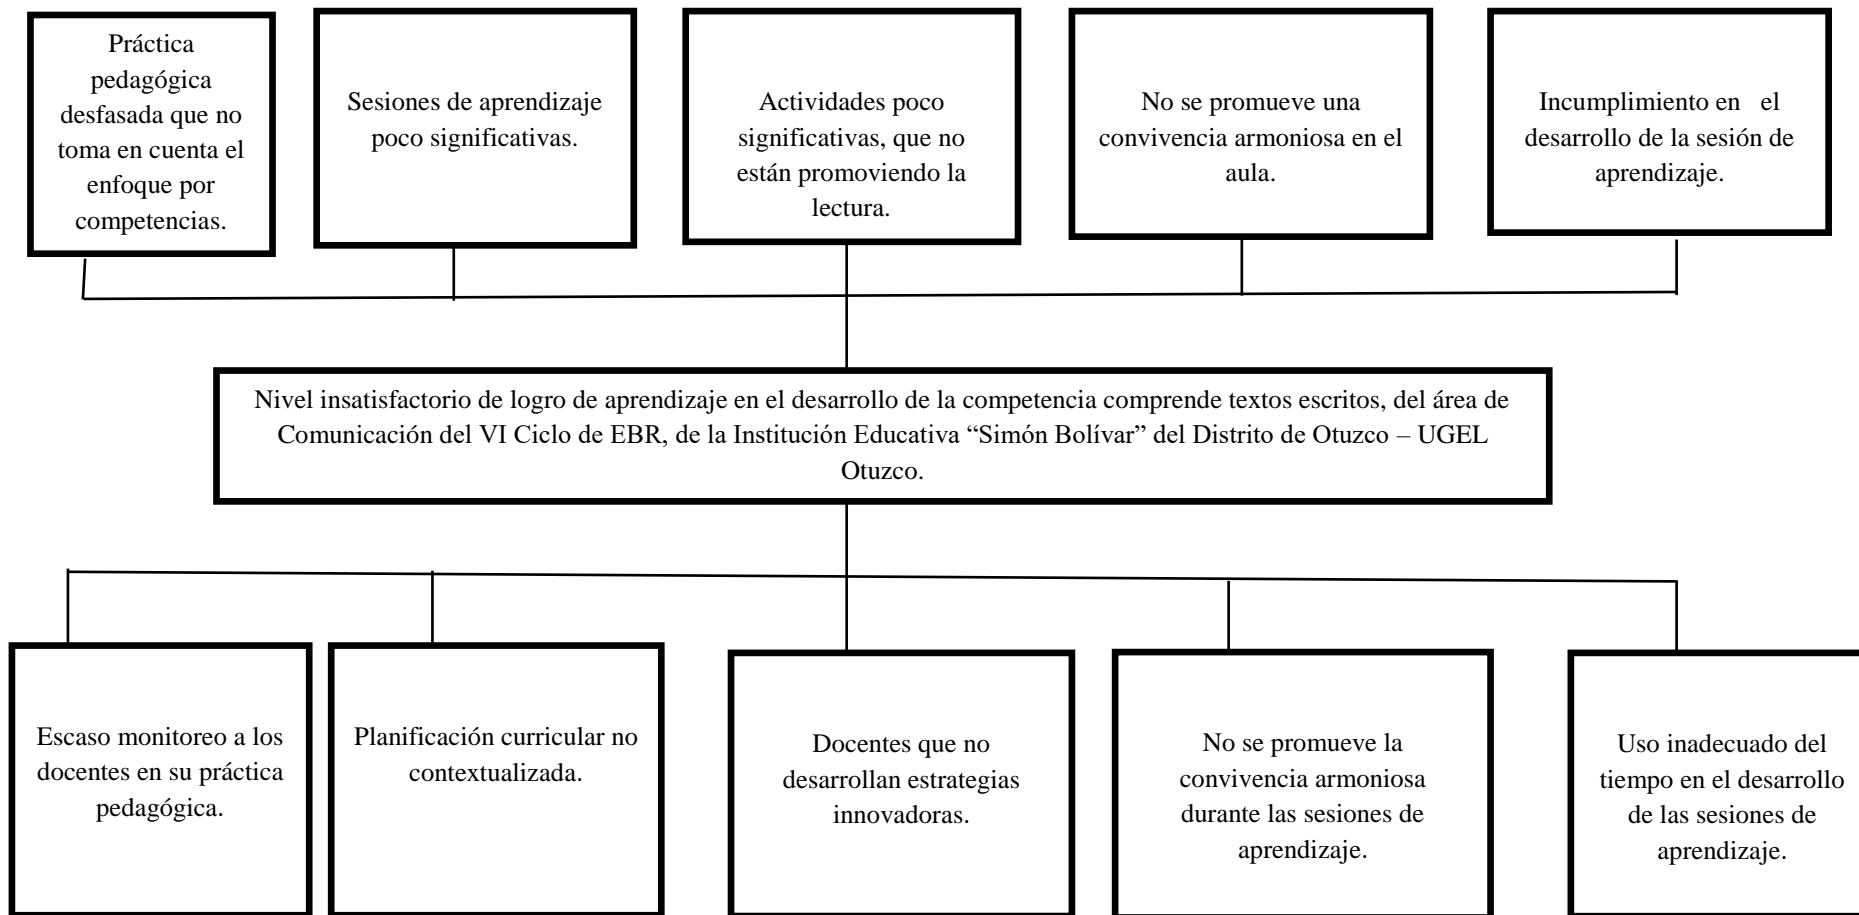 Práctica
pedagógica
desfasada que no
toma en cuenta el
enfoque por
competencias.
Sesiones de aprendizaje
poco significativas.
Actividades poco
significativas, que no
están promoviendo la
lectura.
No se promueve una
convivencia armoniosa en el
aula.
Incumplimiento en el
desarrollo de la sesión de
aprendizaje.
Nivel insatisfactorio de logro de aprendizaje en el desarrollo de la competencia comprende textos escritos, del área de
Comunicación del VI Ciclo de EBR, de la Institución Educativa “Simón Bolívar” del Distrito de Otuzco – UGEL
Otuzco.
Escaso monitoreo a los
docentes en su práctica
pedagógica.
Planificación curricular no
contextualizada.
Docentes que no
desarrollan estrategias
innovadoras.
No se promueve la
convivencia armoniosa
durante las sesiones de
aprendizaje.
Uso inadecuado del
tiempo en el desarrollo
de las sesiones de
aprendizaje.